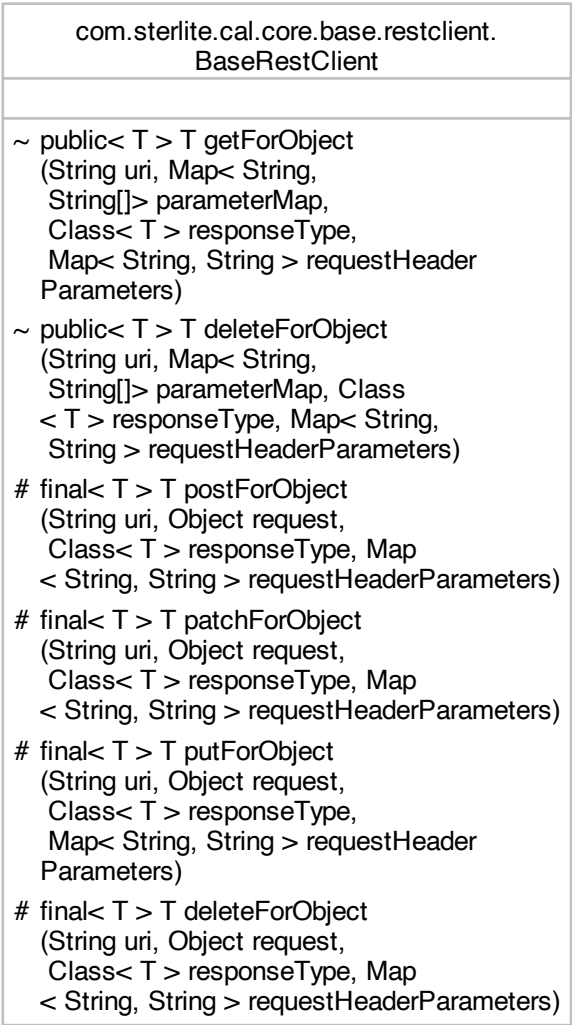 com.sterlite.cal.core.base.restclient.
BaseRestClient
~ public< T > T getForObject
(String uri, Map< String,
String[]> parameterMap,
Class< T > responseType,
Map< String, String > requestHeader
Parameters)
~ public< T > T deleteForObject
(String uri, Map< String,
String[]> parameterMap, Class
< T > responseType, Map< String,
String > requestHeaderParameters)
# final< T > T postForObject
(String uri, Object request,
Class< T > responseType, Map
< String, String > requestHeaderParameters)
# final< T > T patchForObject
(String uri, Object request,
Class< T > responseType, Map
< String, String > requestHeaderParameters)
# final< T > T putForObject
(String uri, Object request,
Class< T > responseType,
Map< String, String > requestHeader
Parameters)
# final< T > T deleteForObject
(String uri, Object request,
Class< T > responseType, Map
< String, String > requestHeaderParameters)